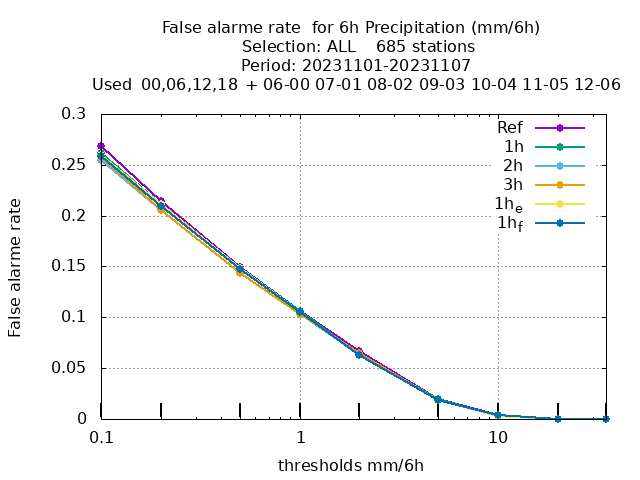 False alarme rate  for 6h Precipitation (mm/6h)
Selection: ALL    685 stations
Period: 20231101-20231107
Used  00,06,12,18  + 06-00 07-01 08-02  09-03  10-04 11-05 12-06
False alarme rate
0.3
0.25
0.2
0.15
0.1
0.05
0
Ref
1h
2h
3h
1he
1hf
0.1
1
10
thresholds mm/6h